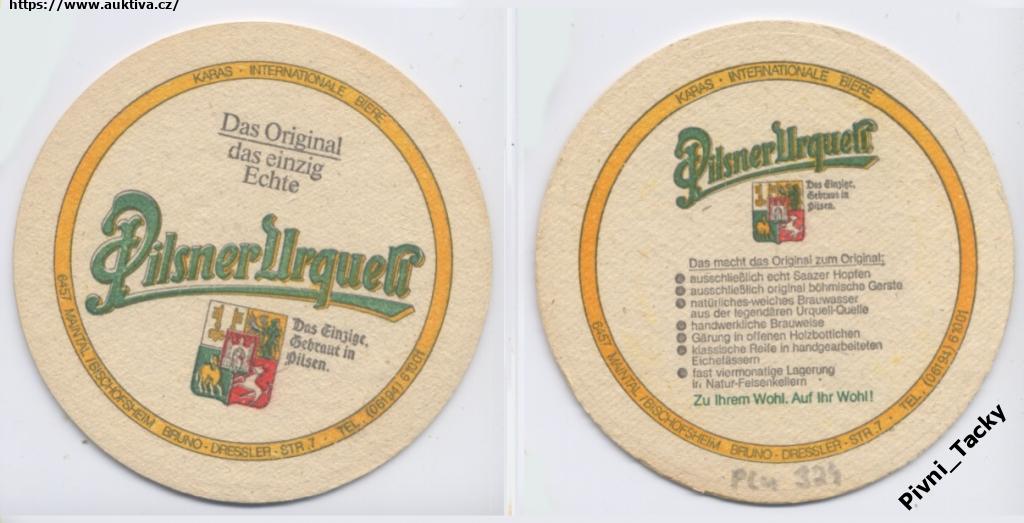 https://www.auktiva.cz/
KARAS · INTERNATIONALE BIERE
Das Original
das einzig
Echte
Pilsner Urquell
Das Einzige,
Gebraut in
Pilsen.
6457 MAINTAL/BISCHOFSHEIM BRUNO-DRESSLER-STR.7 · TEL. (06194) 61001
KARAS · INTERNATIONALE BIERE
Pilsner Urquell
Das Einzige,
Gebraut in
Pilsen.
Das macht das Original zum Original:
ausschließlich echt Saazer Hopfen
ausschließlich original böhmische Gerste
natürliches-weiches Brauwasser
aus der legendären Urquell-Quelle
handwerkliche Brauweise
Gärung in offenen Holzbottichen
klassische Reife in handgearbeiteten
Eichefässern
fast viermonatige Lagerung
in Natur-Felsenkellern
Zu Ihrem Wohl. Auf Ihr Wohl!
6457 MAINTAL/BISCHOFSHEIM BRUNO-DRESSLER-STR.7 · TEL. (06194) 61001
Pivni_Tacky